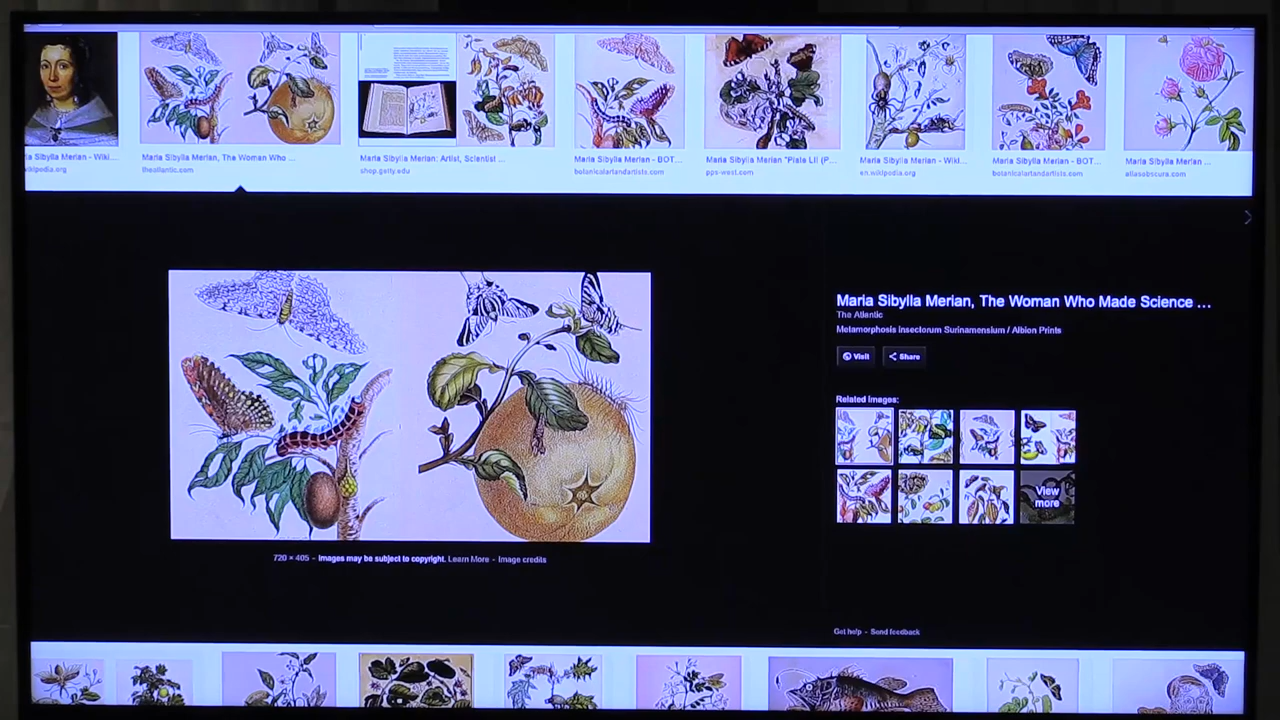 ia Sibylla Merian - Wiki...
wikipedia.org
Maria Sibylla Merian, The Woman Who ...
theatlantic.com
Maria Sibylla Merian: Artist, Scientist ...
shop.getty.edu
Maria Sibylla Merian - BOT...
botanicalartandartists.com
Maria Sibylla Merian "Plate LII (P...
ppx-west.com
Maria Sibylla Merian - Wiki...
en.wikipedia.org
Maria Sibylla Merian - BOT...
botanicalartandartists.com
Maria Sibylla Merian ...
atlasobscura.com
Maria Sibylla Merian, The Woman Who Made Science ...
The Atlantic
Metamorphosis insectorum Surinamensium / Albion Prints
Visit
Share
Related Images:
View
more
720 × 405 - Images may be subject to copyright. Learn More - Image credits
Get help - Send feedback